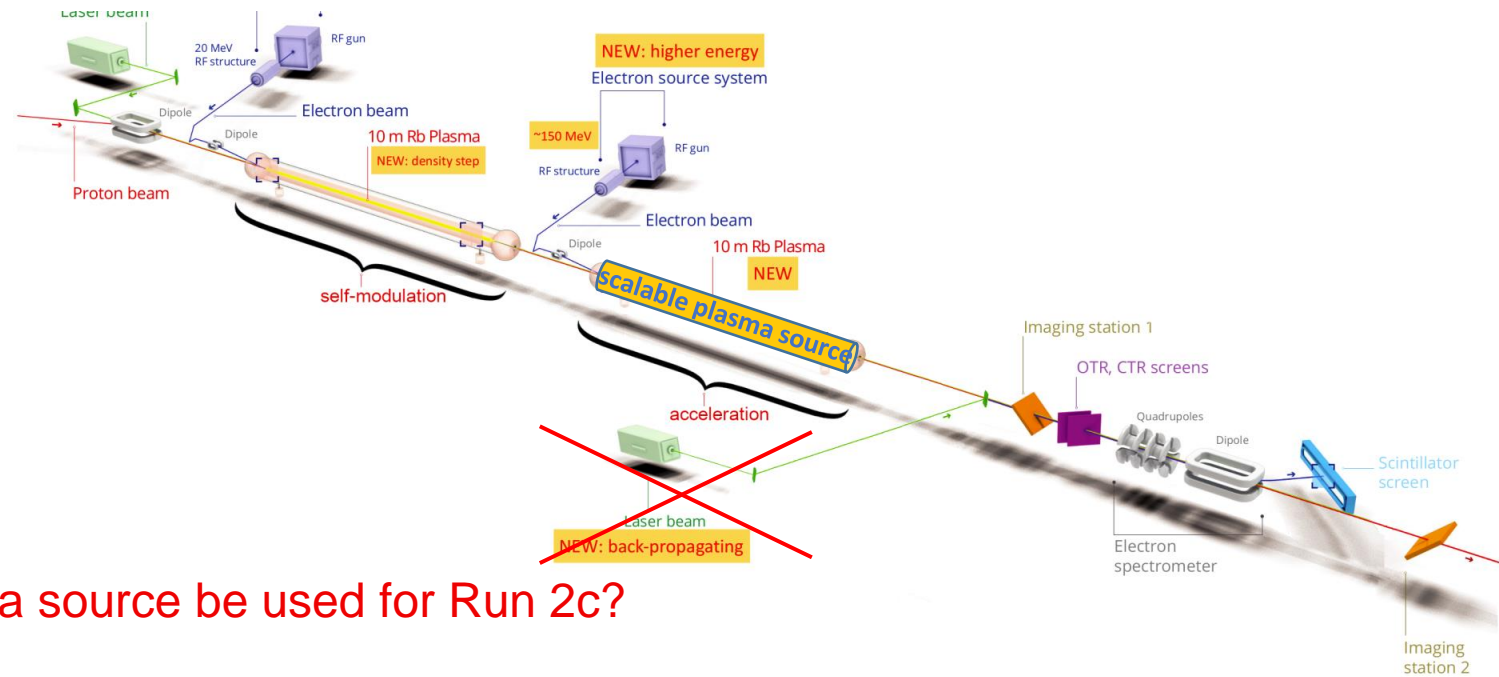 Laser beam
20 MeV
RF structure
RF gun
Dipole
Electron beam
Dipole
10 m Rb Plasma
NEW: density step
Proton beam
self-modulation
NEW: higher energy
Electron source system
~150 MeV
RF gun
RF structure
Electron beam
Dipole
10 m Rb Plasma
NEW
scalable plasma source
acceleration
Laser beam
NEW: back-propagating
Imaging station 1
OTR, CTR screens
Quadrupoles
Dipole
Scintillator
screen
Electron
spectrometer
Imaging
station 2
a source be used for Run 2c?